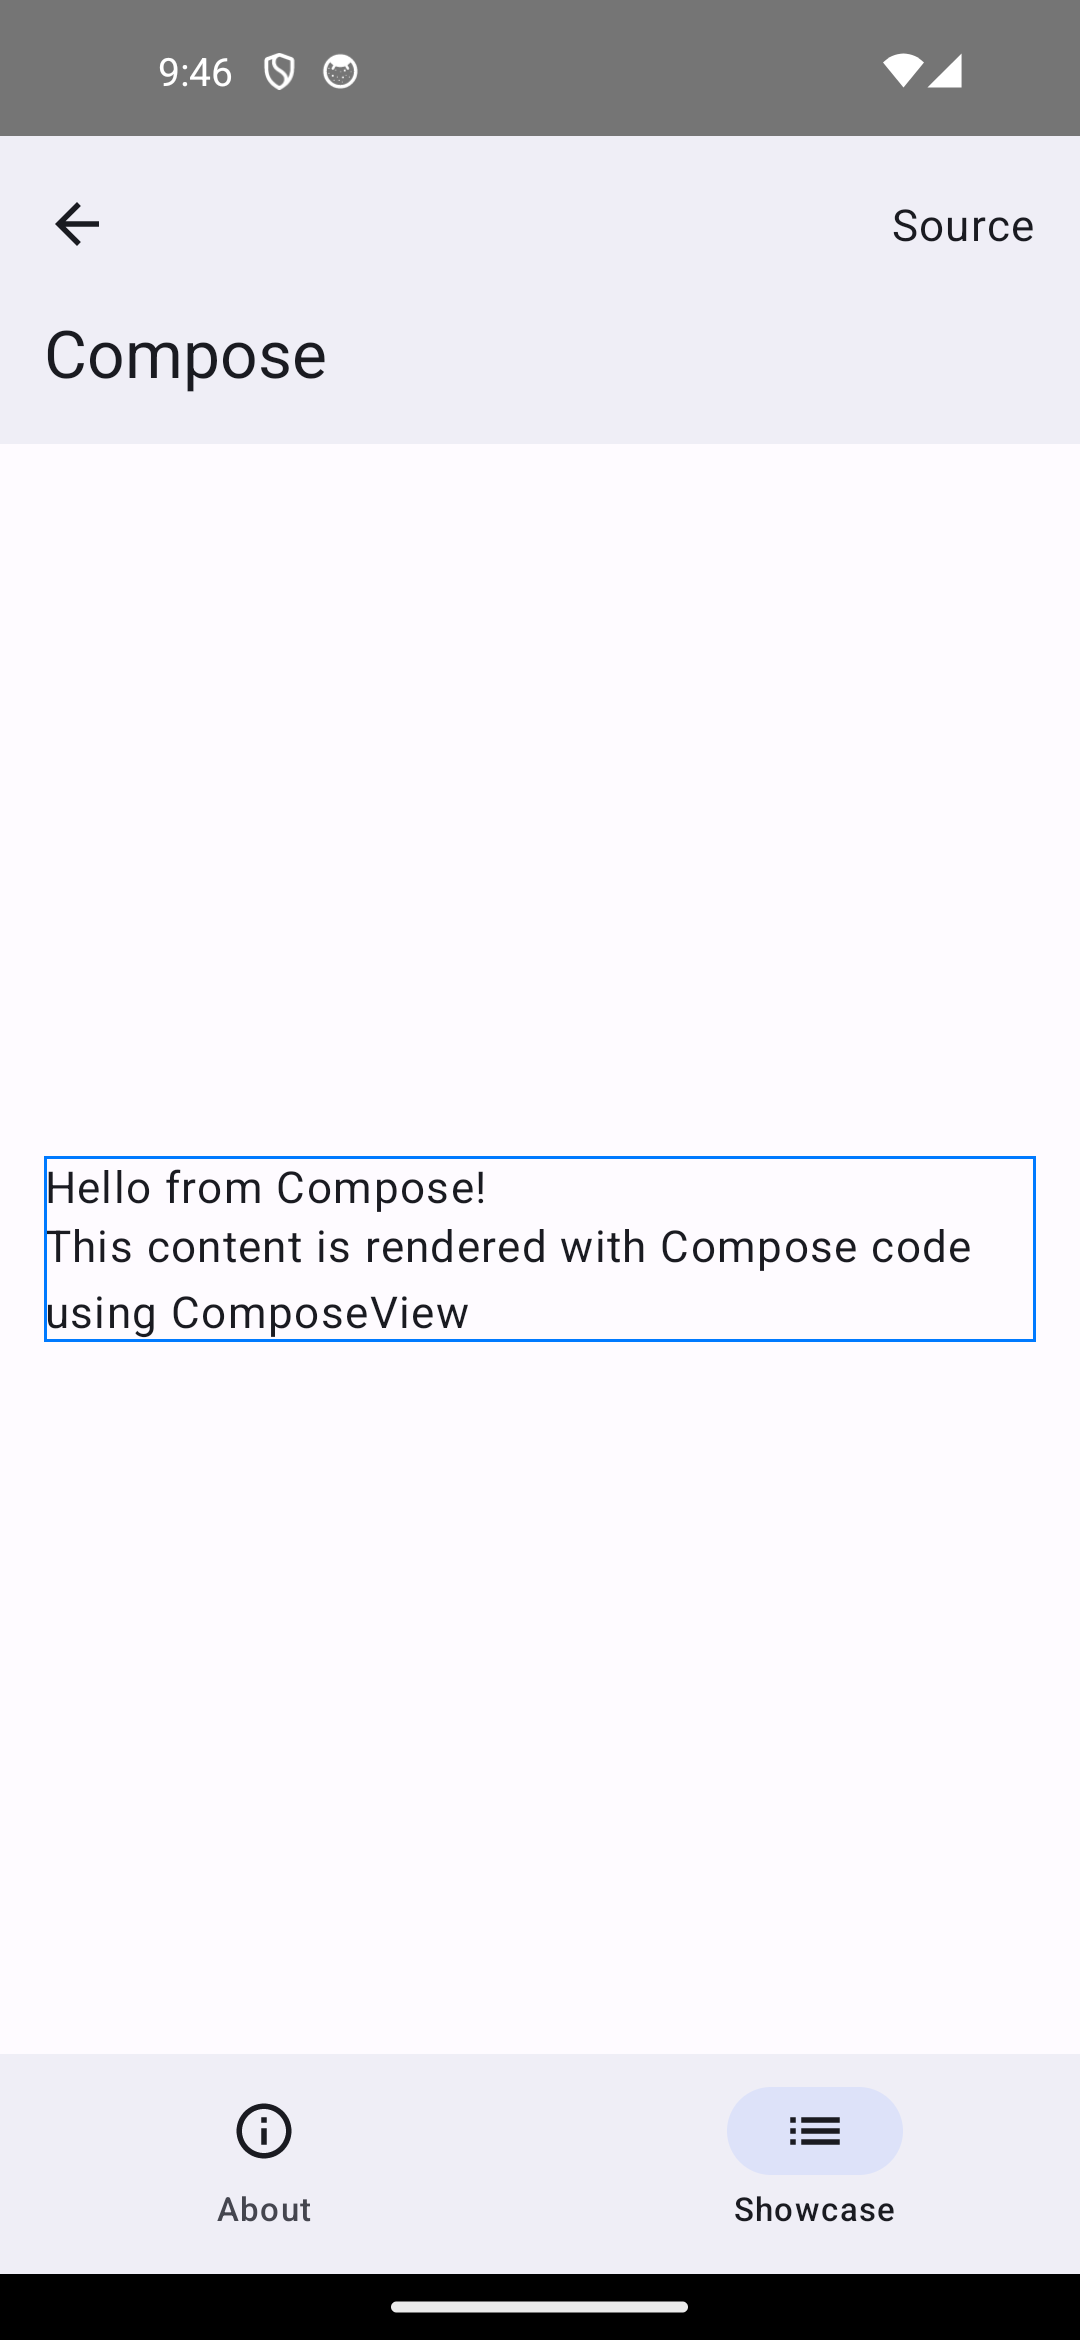 9:46
Source
Compose
Hello from Compose!
This content is rendered with Compose code
using ComposeView
About
Showcase